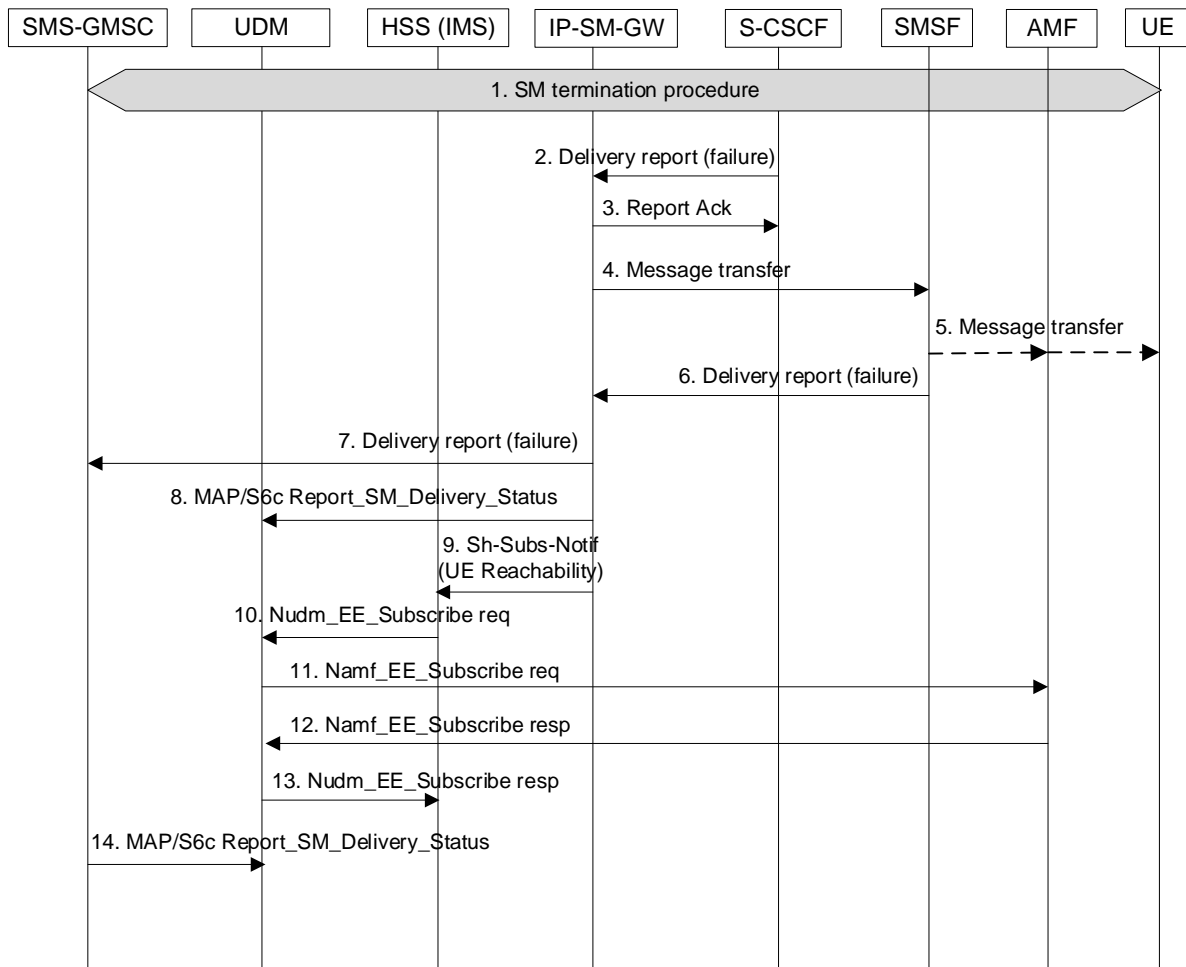 SMS-GMSC UDM HSS (IMS) IP-SM-GW S-CSCF SMSF AMF UE
1. SM termination procedure
2. Delivery report (failure)
3. Report Ack
4. Message transfer
5. Message transfer
6. Delivery report (failure)
7. Delivery report (failure)
8. MAP/S6c Report_SM_Delivery_Status
9. Sh-Subs-Notif
(UE Reachability)
10. Nudm_EE_Subscribe req
11. Namf_EE_Subscribe req
12. Namf_EE_Subscribe resp
13. Nudm_EE_Subscribe resp
14. MAP/S6c Report_SM_Delivery_Status